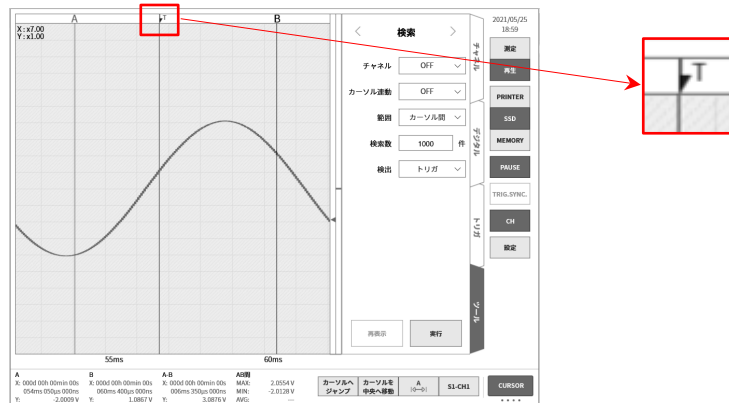 A
T
B
X:x7.00
Y:x1.00
検索
チャネル
OFF
カーソル連動
OFF
範囲
カーソル間
検索数
1000
件
検出
トリガ
再表示
実行
チャネル
デジタル
トリガ
ツール
2021/05/25
18:59
測定
再生
PRINTER
SSD
MEMORY
PAUSE
TRIG.SYNC.
CH
設定
T
55ms
60ms
A
X: 000d 00h 00min 00s
054ms 050μs 000ns
Y: -2.0009 V
B
X: 000d 00h 00min 00s
060ms 400μs 000ns
Y: 1.0867 V
A-B
X: 000d 00h 00min 00s
006ms 350μs 000ns
Y: 3.0876 V
AB間
MAX: 2.0554 V
MIN: -2.0128 V
AVG: ---
カーソルへ
ジャンプ
カーソルを
中央へ移動
A
S1-CH1
CURSOR